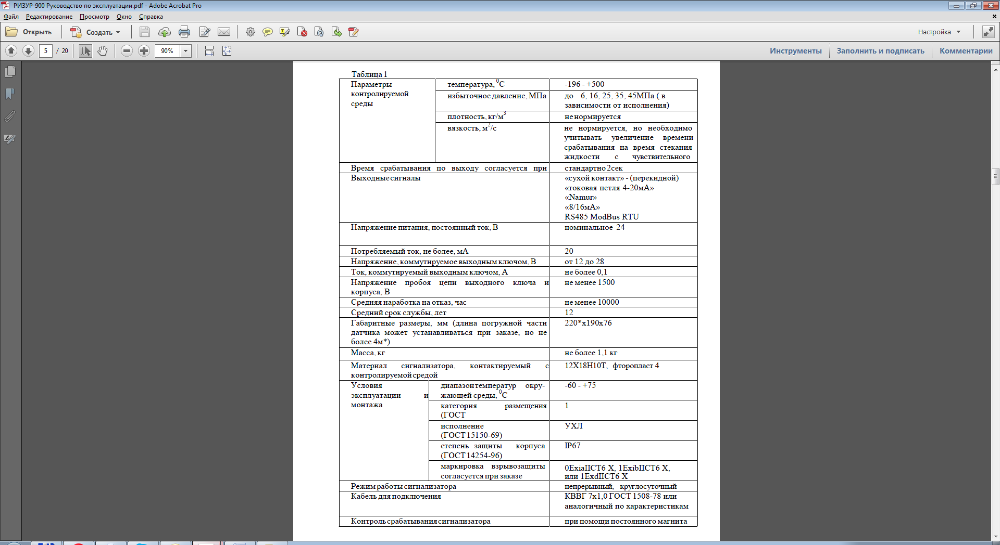 РИЗУР-900 Руководство по эксплуатации.pdf - Adobe Acrobat Pro
Файл Редактирование Просмотр Окно Справка
Открыть Создать Настройка
5 / 20 90% Инструменты Заполнить и подписать Комментарии
Таблица 1
Параметры контролируемой среды
температура, ⁰С
-196 - +500
избыточное давление, МПа
до 6, 16, 25, 35, 45МПа ( в
зависимости от исполнения)
плотность, кг/м³
не нормируется
вязкость, м²/с
не нормируется, но необходимо
учитывать увеличение времени
срабатывания на время стекания
жидкости с чувствительного
Время срабатывания по выходу согласуется при
стандартно 2сек
Выходные сигналы
«сухой контакт» - (перекидной)
«токовая петля 4-20мА»
«Namur»
«8/16мА»
RS485 ModBus RTU
Напряжение питания, постоянный ток, В
номинальное 24
Потребляемый ток, не более, мА
20
Напряжение, коммутируемое выходным ключом, В
от 12 до 28
Ток, коммутируемый выходным ключом, А
не более 0,1
Напряжение пробоя цепи выходного ключа и
корпуса, В
не менее 1500
Средняя наработка на отказ, час
не менее 10000
Средний срок службы, лет
12
Габаритные размеры, мм (длина погружной части
датчика может устанавливаться при заказе, но не
более 4м*)
220*х190х76
Масса, кг
не более 1,1 кг
Материал сигнализатора, контактируемый с
контролируемой средой
12Х18Н10Т, фторопласт 4
Условия
эксплуатации и
монтажа
диапазон температур окру-
жающей среды, ⁰С
-60 - +75
категория размещения
(ГОСТ
1
исполнение
(ГОСТ 15150-69)
УХЛ
степень защиты корпуса
(ГОСТ 14254-96)
IP67
маркировка взрывозащиты
согласуется при заказе
0ExiaIICT6 X, 1ExibIICT6 X,
или 1ExdIICT6 X
Режим работы сигнализатора
непрерывный, круглосуточный
Кабель для подключения
КВВГ 7х1,0 ГОСТ 1508-78 или
аналогичный по характеристикам
Контроль срабатывания сигнализатора
при помощи постоянного магнита